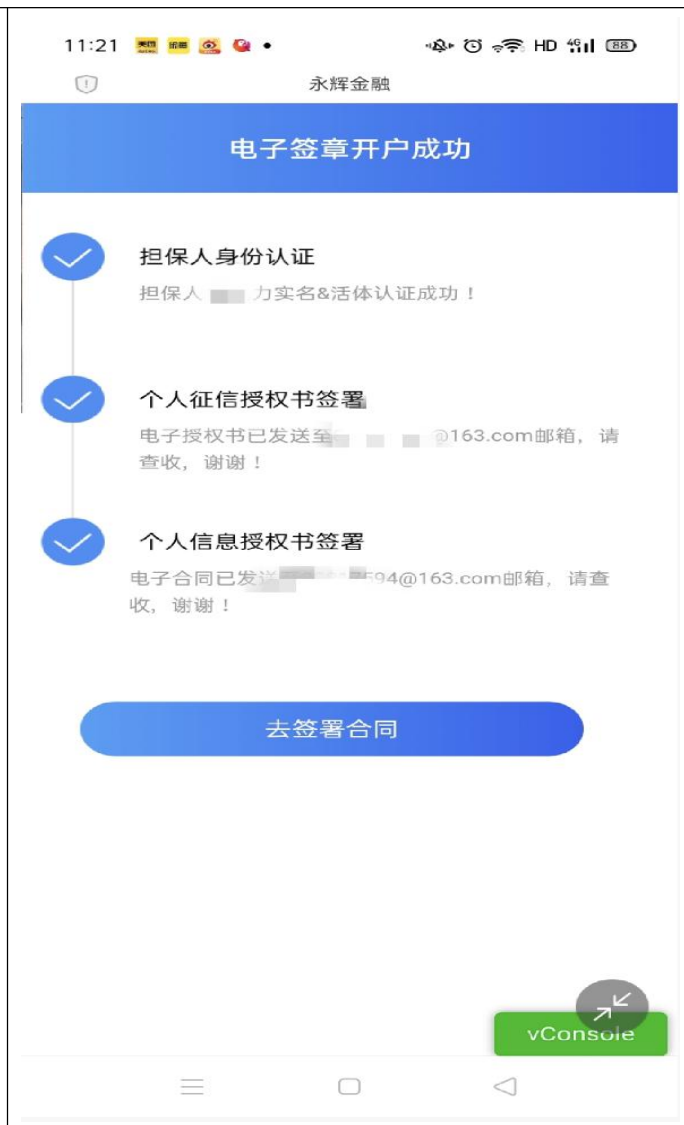 11:21 HD 4G 88
永辉金融
电子签章开户成功
担保人身份认证
担保人 力实名&活体认证成功！
个人征信授权书签署
电子授权书已发送至 @163.com邮箱，请
查收，谢谢！
个人信息授权书签署
电子合同已发送 594@163.com邮箱，请查
收，谢谢！
去签署合同
vConsole